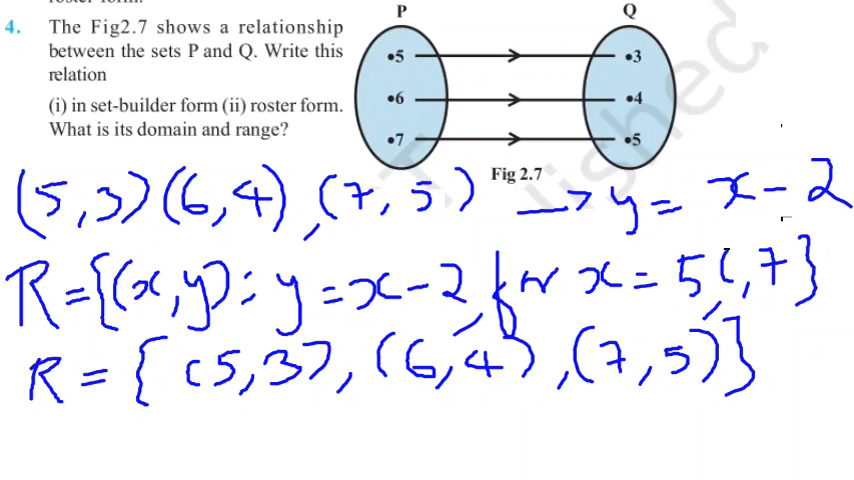 P Q
4. The Fig2.7 shows a relationship
between the sets P and Q. Write this
relation
(i) in set-builder form (ii) roster form.
What is its domain and range?
•5 •3
•6 •4
•7 •5
Fig 2.7
(5,3)(6,4),(7,5) → y = x - 2
R={(x,y): y = x - 2, for x = 5, 6, 7}
R = { (5,3), (6,4), (7,5)}